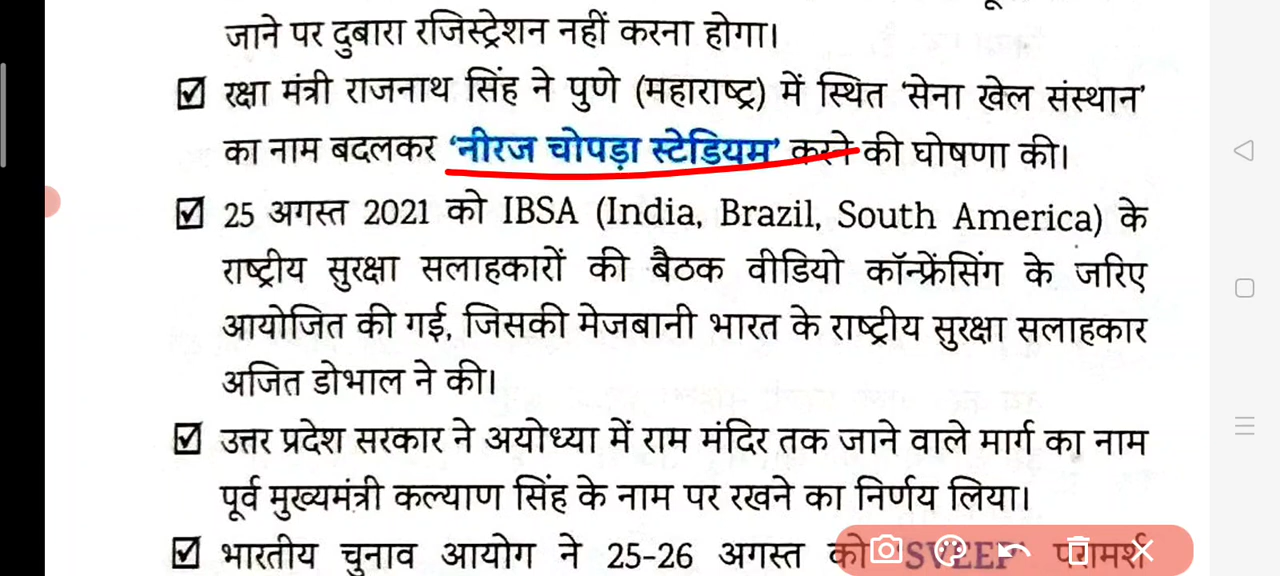 जाने पर दुबारा रजिस्ट्रेशन नहीं करना होगा।
रक्षा मंत्री राजनाथ सिंह ने पुणे (महाराष्ट्र) में स्थित ‘सेना खेल संस्थान’
का नाम बदलकर ‘नीरज चोपड़ा स्टेडियम’ करने की घोषणा की।
25 अगस्त 2021 को IBSA (India, Brazil, South America) के
राष्ट्रीय सुरक्षा सलाहकारों की बैठक वीडियो कॉन्फ्रेंसिंग के जरिए
आयोजित की गई, जिसकी मेजबानी भारत के राष्ट्रीय सुरक्षा सलाहकार
अजित डोभाल ने की।
उत्तर प्रदेश सरकार ने अयोध्या में राम मंदिर तक जाने वाले मार्ग का नाम
पूर्व मुख्यमंत्री कल्याण सिंह के नाम पर रखने का निर्णय लिया।
भारतीय चुनाव आयोग ने 25-26 अगस्त को ‘SVEEP परामर्श